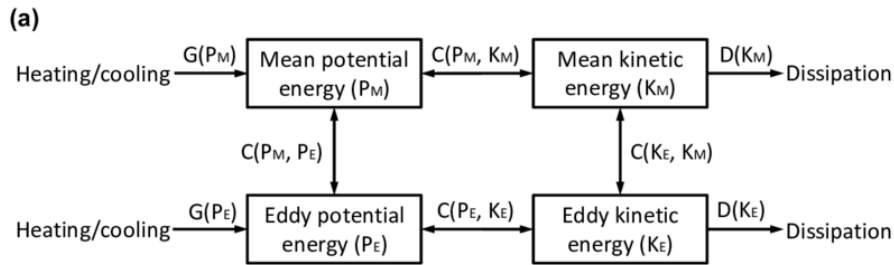 (a)
G(PM) C(PM, KM) D(KM)
Heating/cooling Mean potential energy (PM) Mean kinetic energy (KM) Dissipation
C(PM, PE) C(KE, KM)
G(PE) C(PE, KE) D(KE)
Heating/cooling Eddy potential energy (PE) Eddy kinetic energy (KE) Dissipation